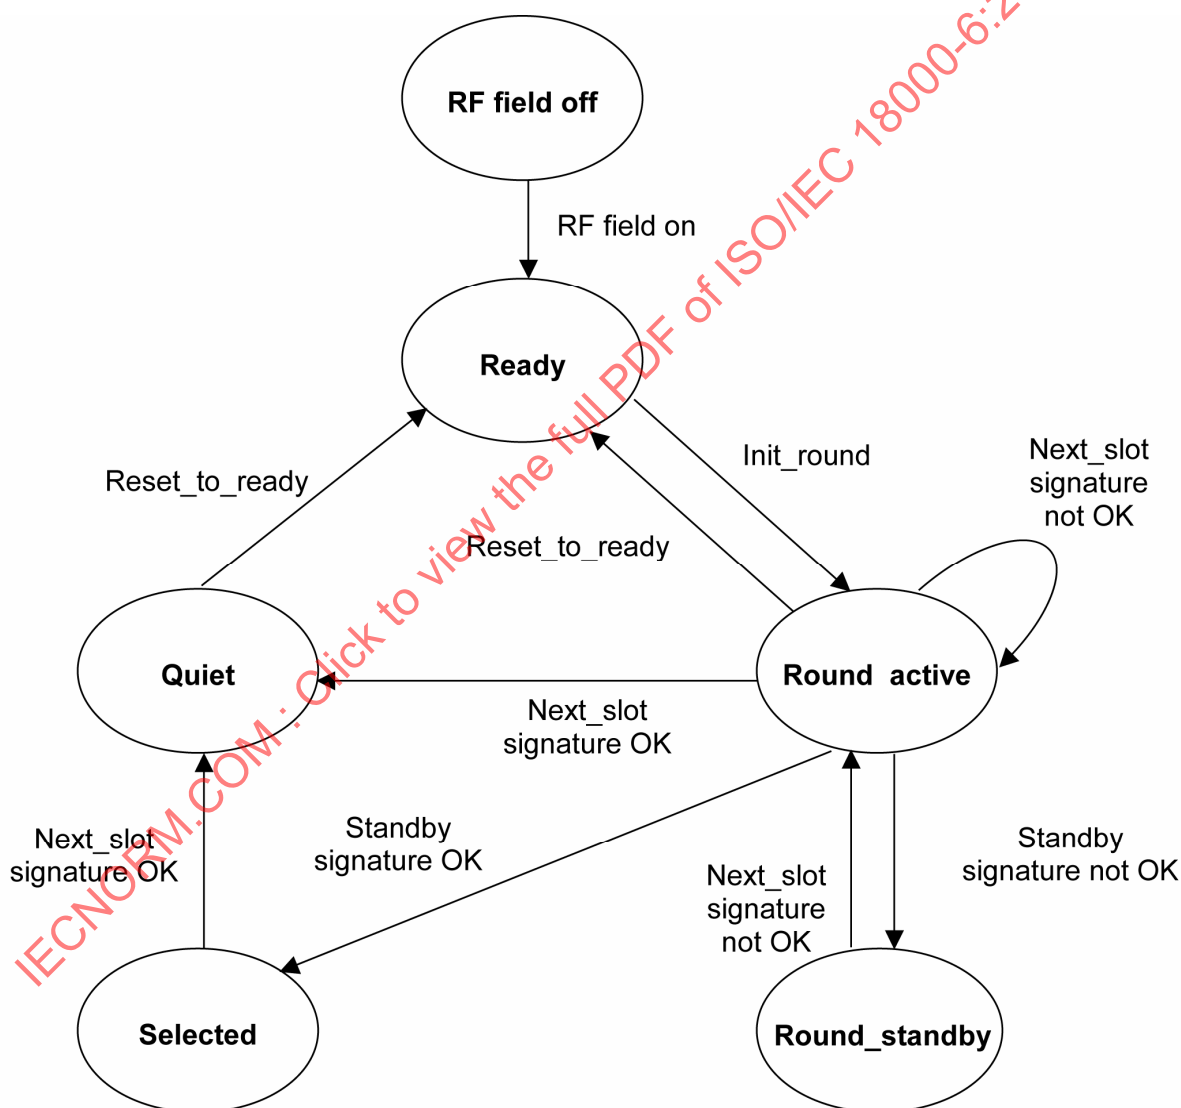 RF field off
RF field on
Ready
Init_round
Next_slot
signature
not OK
Reset_to_ready
Reset_to_ready
Quiet
Round active
Next_slot
signature OK
Standby
signature OK
Next_slot
signature OK
Standby
signature not OK
Next_slot
signature
not OK
Selected
Round_standby
IECNORM.COM : Click to view the full PDF of ISO/IEC 18000-6:2